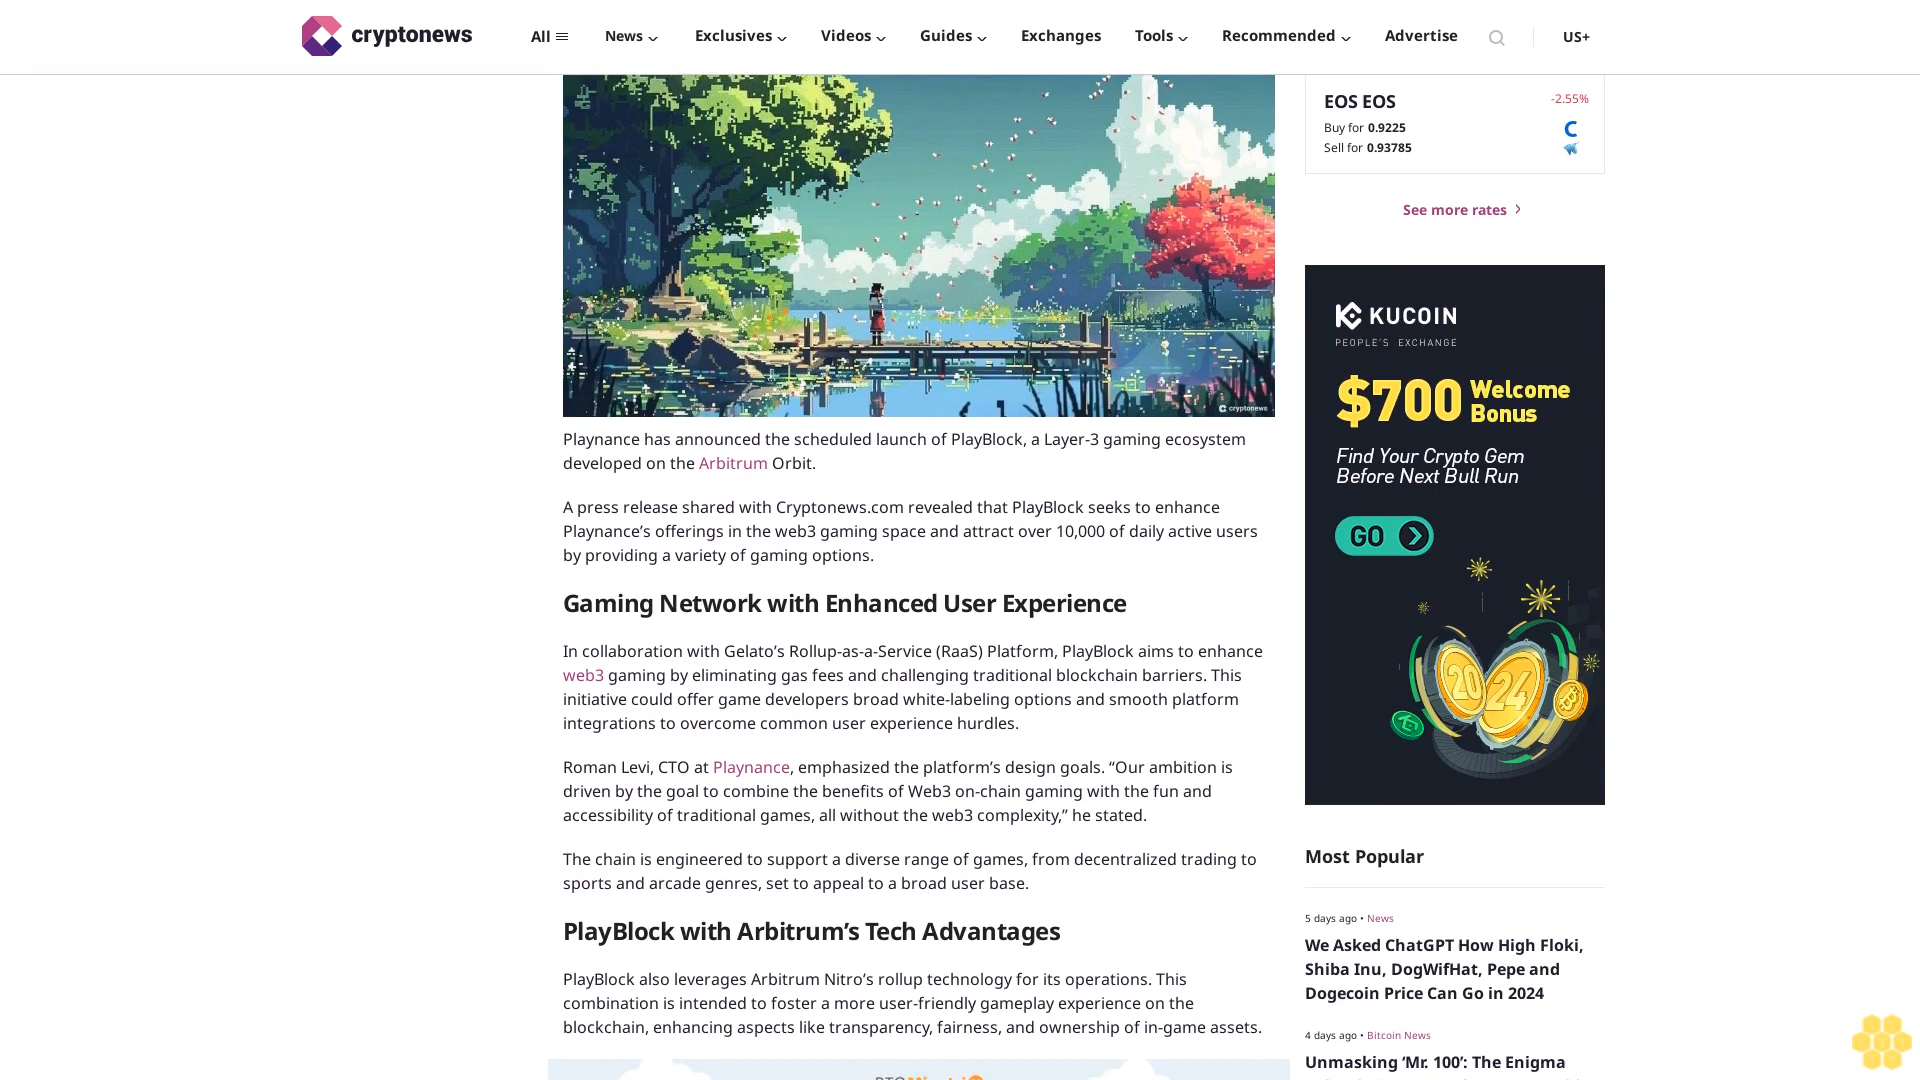 cryptonews
All
News
Exclusives
Videos
Guides
Exchanges
Tools
Recommended
Advertise
US+
cryptonews
Playnance has announced the scheduled launch of PlayBlock, a Layer-3 gaming ecosystem
developed on the Arbitrum Orbit.
A press release shared with Cryptonews.com revealed that PlayBlock seeks to enhance
Playnance’s offerings in the web3 gaming space and attract over 10,000 of daily active users
by providing a variety of gaming options.
Gaming Network with Enhanced User Experience
In collaboration with Gelato’s Rollup-as-a-Service (RaaS) Platform, PlayBlock aims to enhance
web3 gaming by eliminating gas fees and challenging traditional blockchain barriers. This
initiative could offer game developers broad white-labeling options and smooth platform
integrations to overcome common user experience hurdles.
Roman Levi, CTO at Playnance, emphasized the platform’s design goals. “Our ambition is
driven by the goal to combine the benefits of Web3 on-chain gaming with the fun and
accessibility of traditional games, all without the web3 complexity,” he stated.
The chain is engineered to support a diverse range of games, from decentralized trading to
sports and arcade genres, set to appeal to a broad user base.
PlayBlock with Arbitrum’s Tech Advantages
PlayBlock also leverages Arbitrum Nitro’s rollup technology for its operations. This
combination is intended to foster a more user-friendly gameplay experience on the
blockchain, enhancing aspects like transparency, fairness, and ownership of in-game assets.
EOS EOS
-2.55%
Buy for 0.9225
Sell for 0.93785
See more rates
KUCOIN
PEOPLE'S EXCHANGE
$700 Welcome
Bonus
Find Your Crypto Gem
Before Next Bull Run
GO
20 24
Most Popular
5 days ago • News
We Asked ChatGPT How High Floki,
Shiba Inu, DogWifHat, Pepe and
Dogecoin Price Can Go in 2024
4 days ago • Bitcoin News
Unmasking ‘Mr. 100’: The Enigma